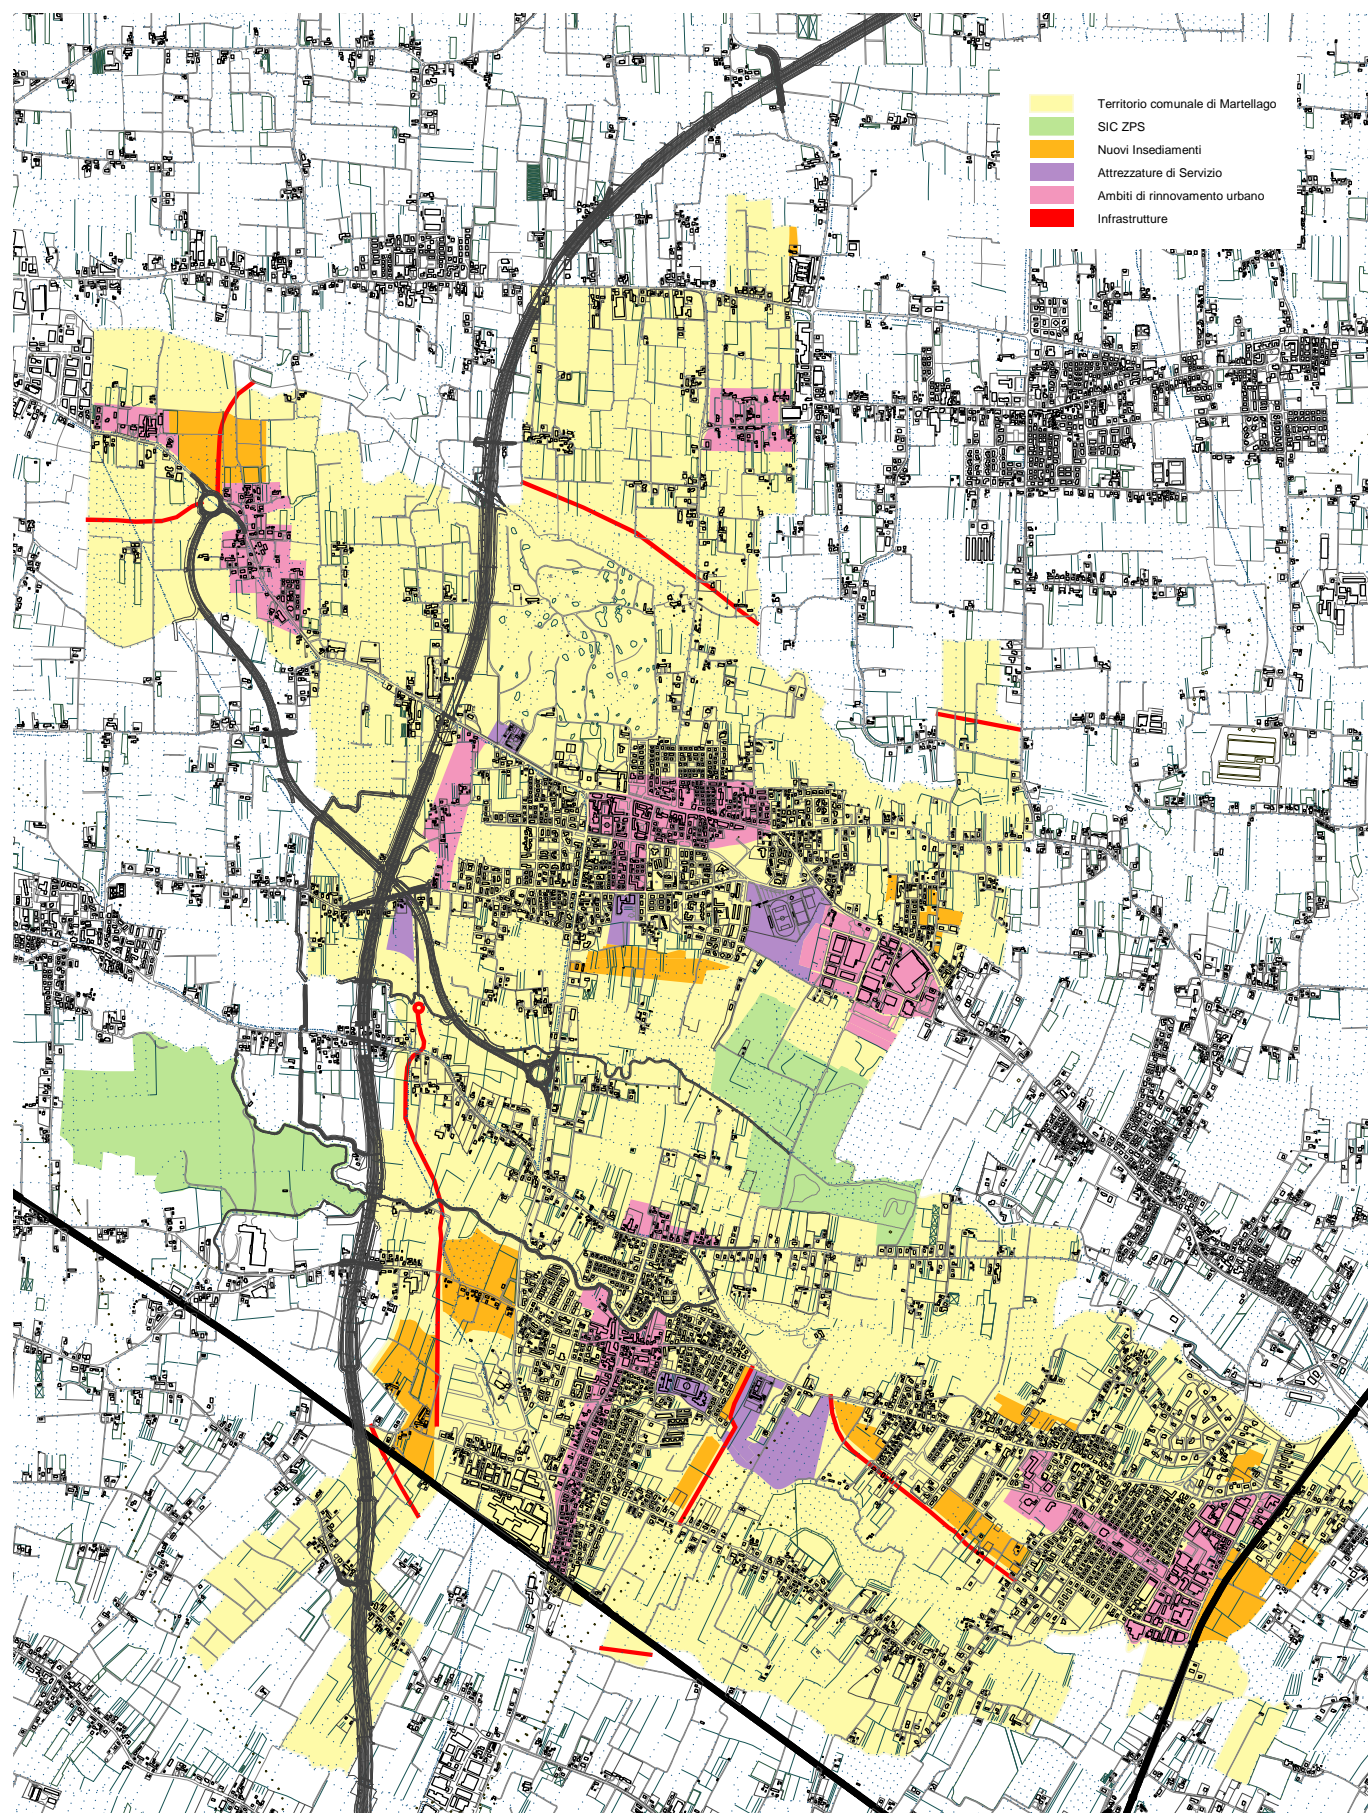 Territorio comunale di Martellago
SIC ZPS
Nuovi Insediamenti
Attrezzature di Servizio
Ambiti di rinnovamento urbano
Infrastrutture